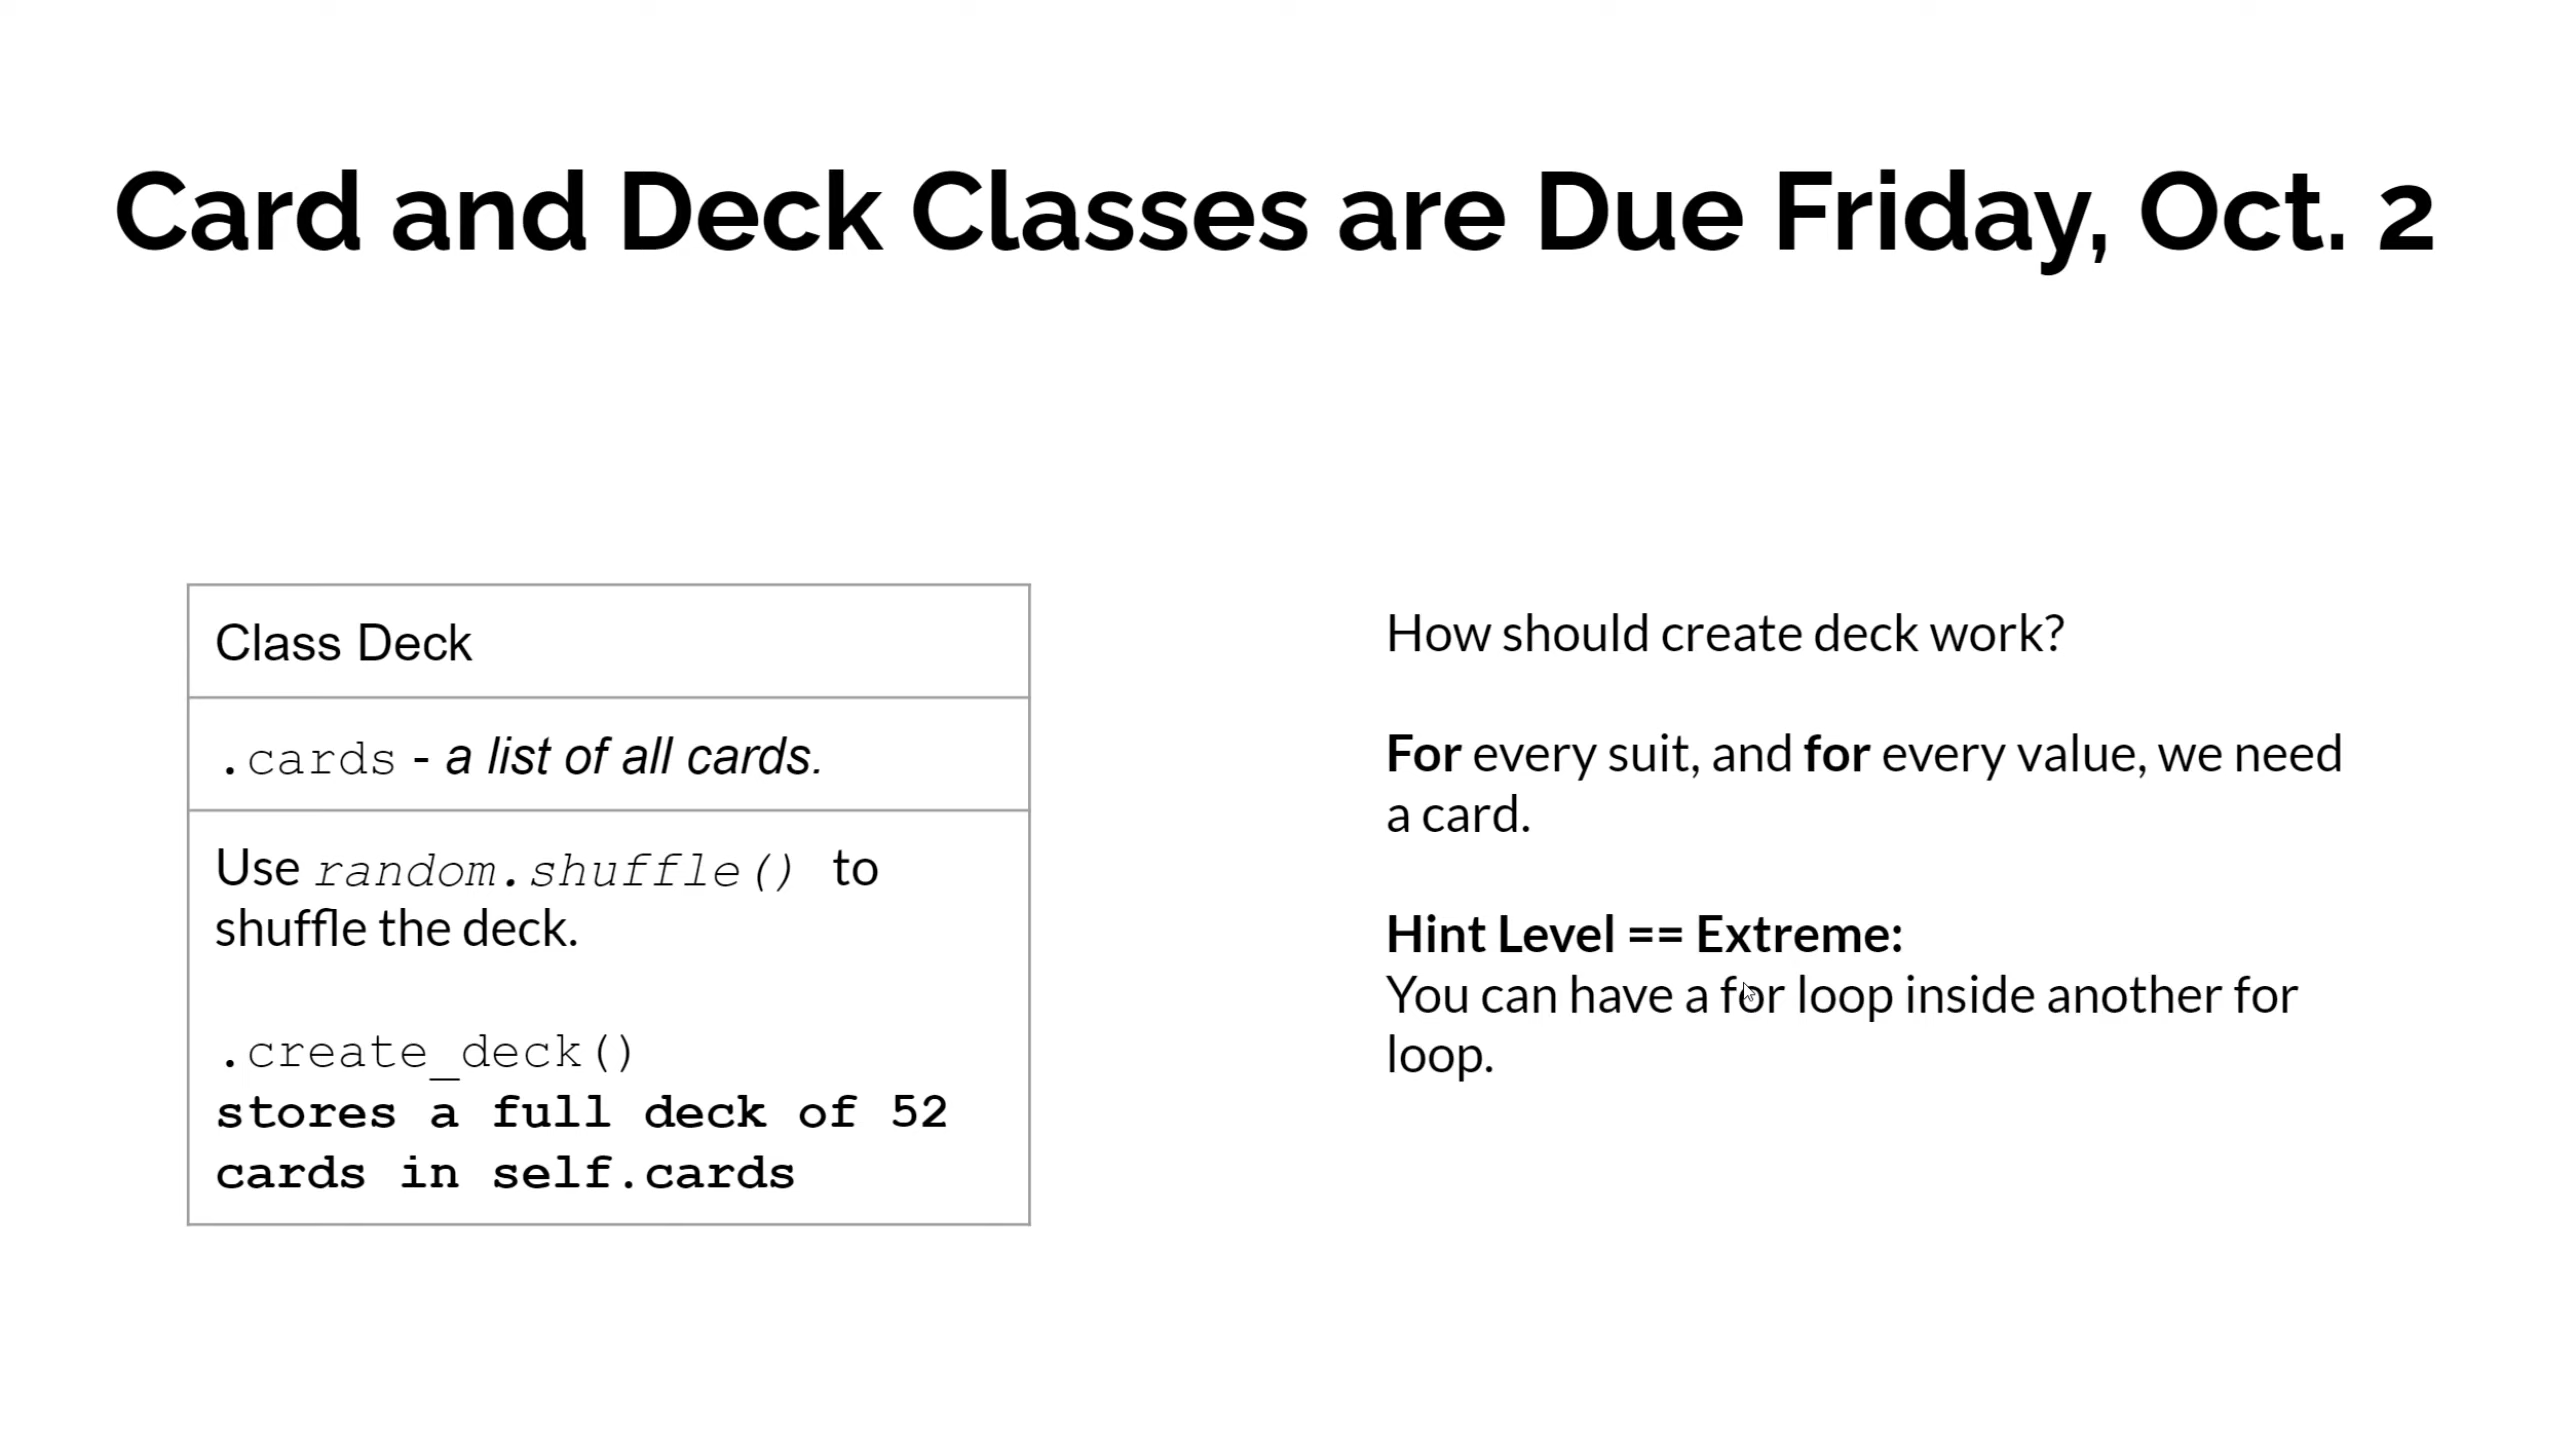 Card and Deck Classes are Due Friday, Oct. 2
Class Deck
.cards - a list of all cards.
Use random.shuffle() to
shuffle the deck.
.create_deck()
stores a full deck of 52
cards in self.cards
How should create deck work?
For every suit, and for every value, we need
a card.
Hint Level == Extreme:
You can have a for loop inside another for
loop.